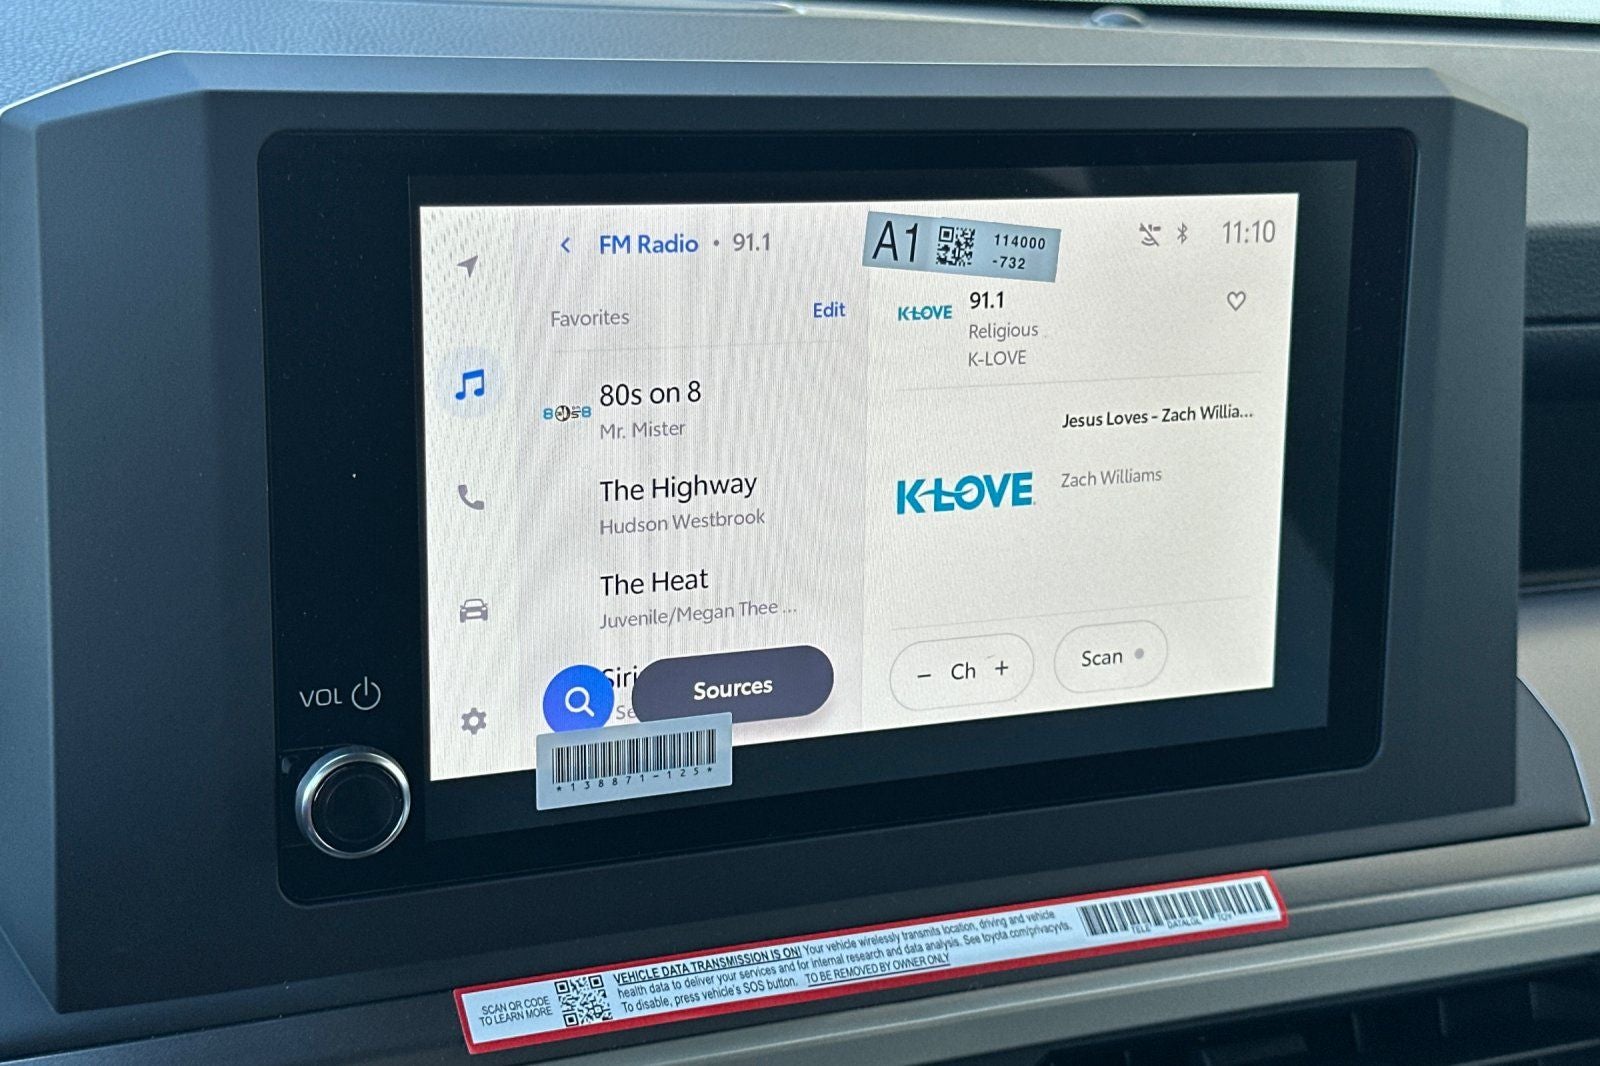 FM Radio • 91.1
A1
114000
-732
11:10
Favorites
Edit
80s on 8
Mr. Mister
The Highway
Hudson Westbrook
The Heat
Juvenile/Megan Thee ...
Siri
Se
Sources
K-LOVE
91.1
Religious
K-LOVE
Jesus Loves - Zach Willia...
K-LOVE
Zach Williams
− Ch +
Scan
VOL
*138871-125*
SCAN QR CODE
TO LEARN MORE
VEHICLE DATA TRANSMISSION IS ON! Your vehicle wirelessly transmits location, driving and vehicle
health data to deliver your services and for internal research and data analysis. See toyota.com/privacyvts.
To disable, press vehicle's SOS button. TO BE REMOVED BY OWNER ONLY